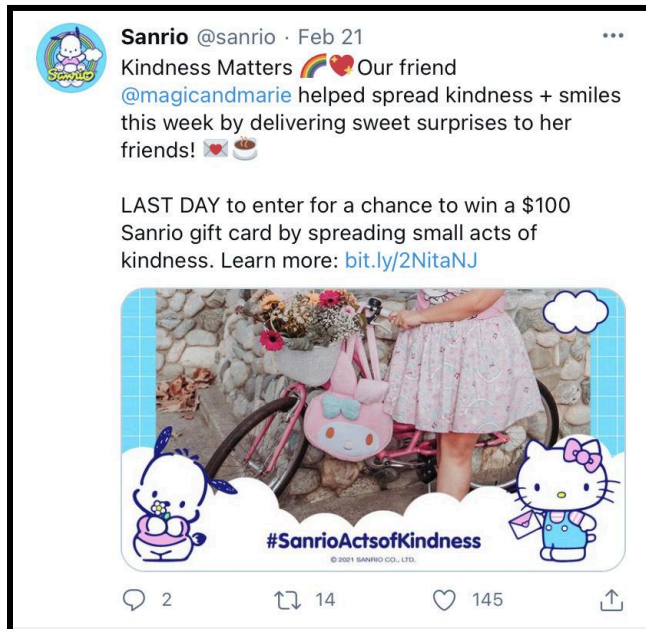 Sanrio @sanrio · Feb 21
Kindness Matters 🌈💖Our friend
@magicandmarie helped spread kindness + smiles
this week by delivering sweet surprises to her
friends! 💌☕
LAST DAY to enter for a chance to win a $100
Sanrio gift card by spreading small acts of
kindness. Learn more: bit.ly/2NitaNJ
#SanrioActsofKindness
© 2021 SANRIO CO., LTD.
2 14 145
Sanrio